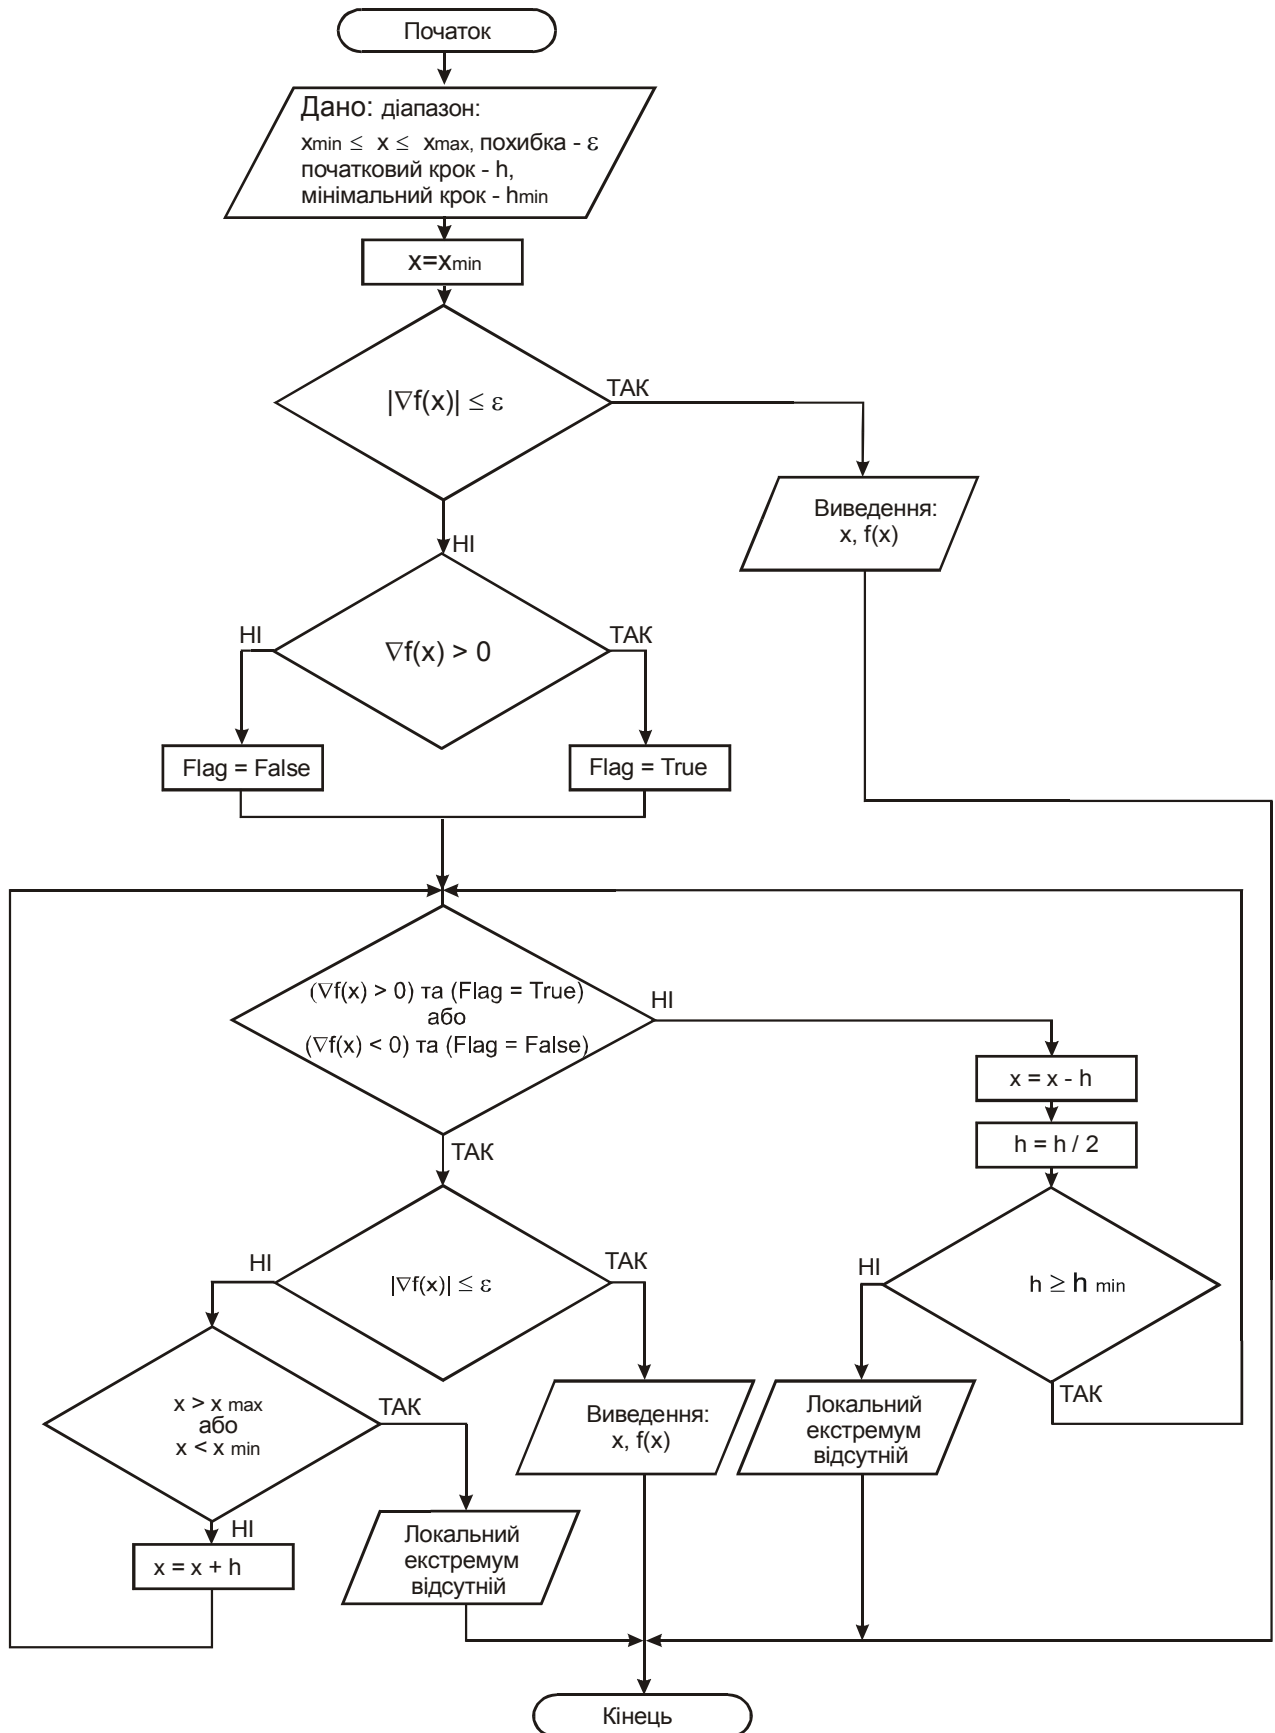 Початок
Дано: діапазон:
xmin ≤ x ≤ xmax, похибка - ε
початковий крок - h,
мінімальний крок - hmin
x=xmin
|∇f(x)| ≤ ε
ТАК
Виведення:
x, f(x)
НІ
НІ
∇f(x) > 0
ТАК
Flag = False
Flag = True
(∇f(x) > 0) та (Flag = True)
або
(∇f(x) < 0) та (Flag = False)
НІ
x = x - h
h = h / 2
ТАК
НІ
|∇f(x)| ≤ ε
ТАК
НІ
h ≥ h min
ТАК
x > x max
або
x < x min
ТАК
Виведення:
x, f(x)
Локальний
екстремум
відсутній
НІ
x = x + h
Локальний
екстремум
відсутній
Кінець